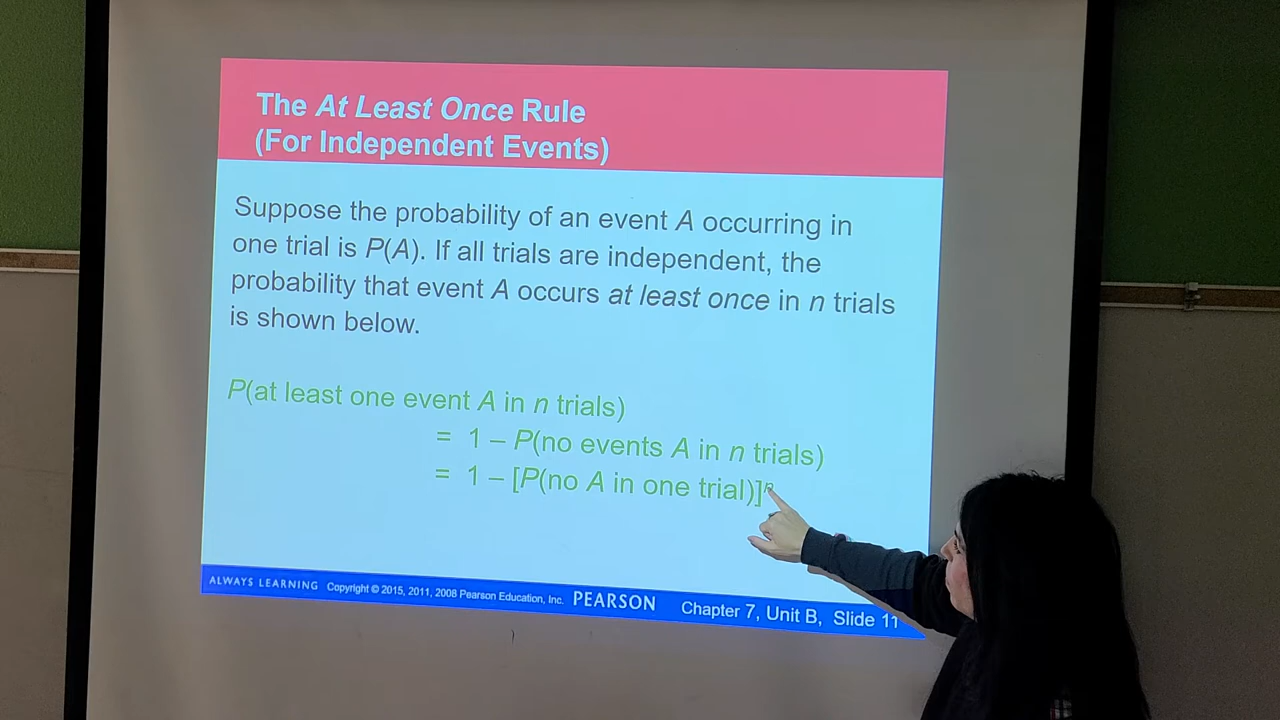 The At Least Once Rule
(For Independent Events)
Suppose the probability of an event A occurring in
one trial is P(A). If all trials are independent, the
probability that event A occurs at least once in n trials
is shown below.
P(at least one event A in n trials)
= 1 – P(no events A in n trials)
= 1 – [P(no A in one trial)]ⁿ
ALWAYS LEARNING Copyright © 2015, 2011, 2008 Pearson Education, Inc. PEARSON Chapter 7, Unit B, Slide 11